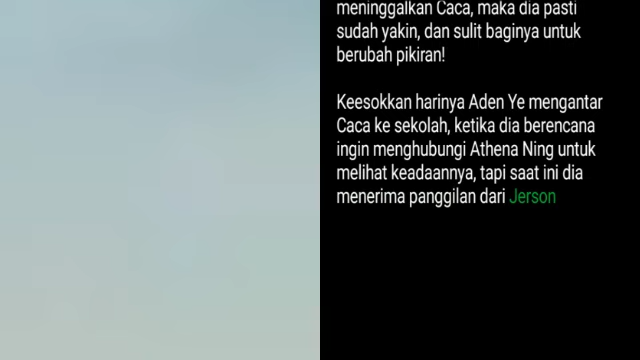 meninggalkan Caca, maka dia pasti
sudah yakin, dan sulit baginya untuk
berubah pikiran!
Keesokkan harinya Aden Ye mengantar
Caca ke sekolah, ketika dia berencana
ingin menghubungi Athena Ning untuk
melihat keadaannya, tapi saat ini dia
menerima panggilan dari Jerson